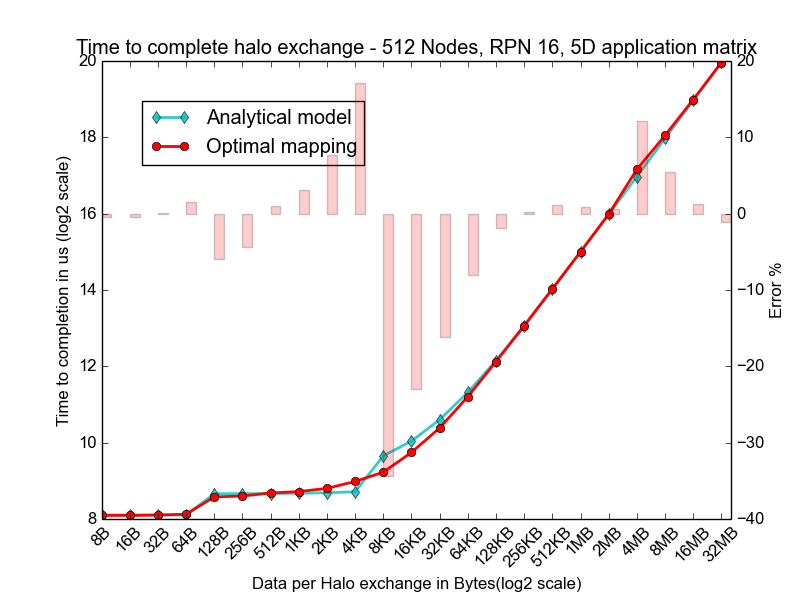 Time to complete halo exchange - 512 Nodes, RPN 16, 5D application matrix
Analytical model
Optimal mapping
Time to completion in us (log2 scale)
20
18
16
14
12
10
8
20
10
0
−10
−20
−30
−40
Error %
8B
16B
32B
64B
128B
256B
512B
1KB
2KB
4KB
8KB
16KB
32KB
64KB
128KB
256KB
512KB
1MB
2MB
4MB
8MB
16MB
32MB
Data per Halo exchange in Bytes(log2 scale)